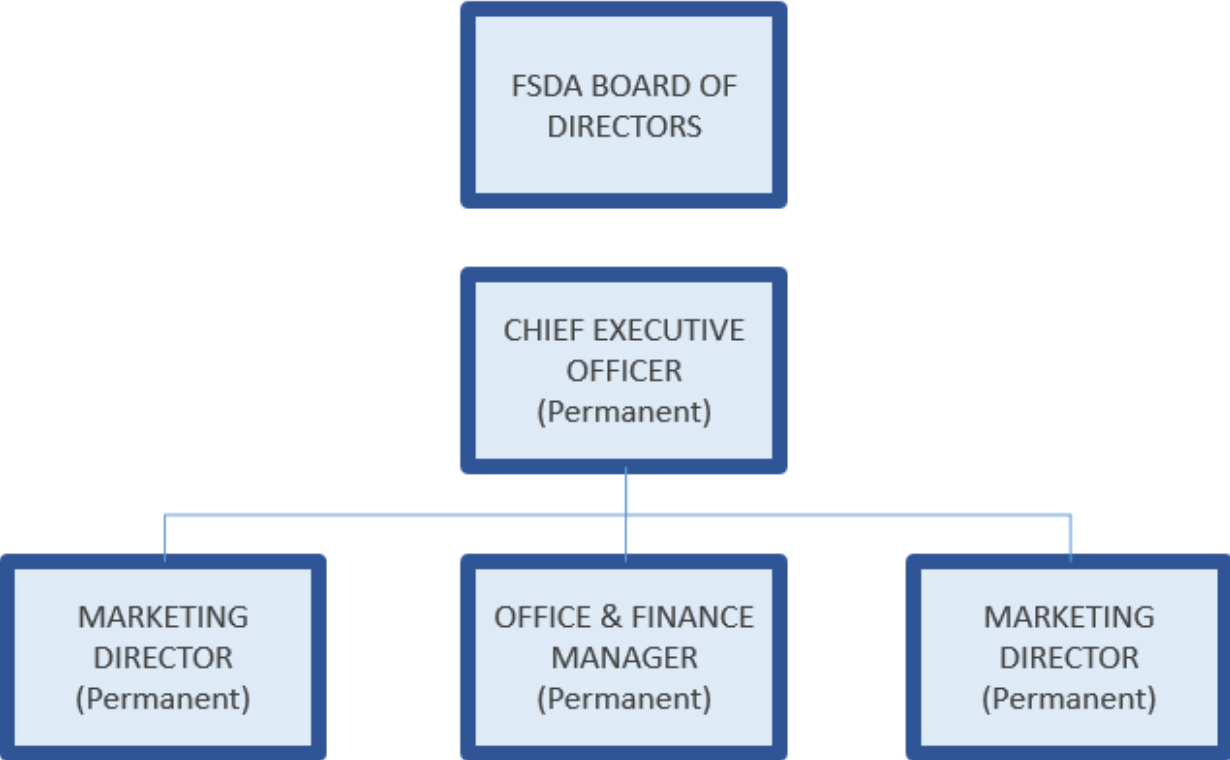 FSDA BOARD OF
DIRECTORS
CHIEF EXECUTIVE
OFFICER
(Permanent)
MARKETING
DIRECTOR
(Permanent)
OFFICE & FINANCE
MANAGER
(Permanent)
MARKETING
DIRECTOR
(Permanent)